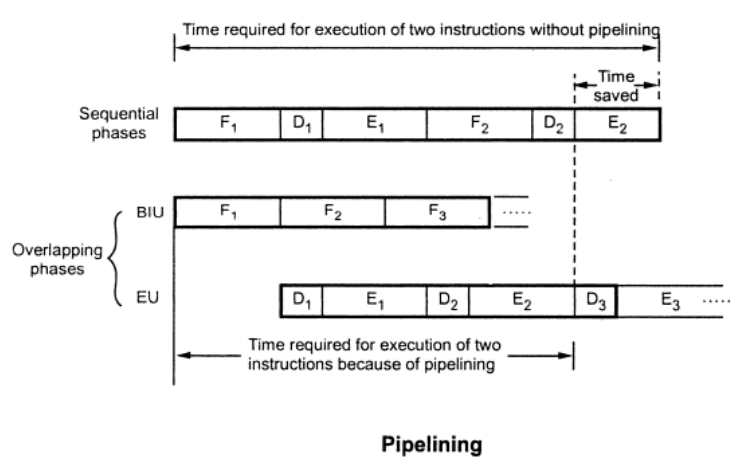 Time required for execution of two instructions without pipelining
Time
saved
Sequential
phases
F₁ D₁ E₁ F₂ D₂ E₂
BIU
F₁ F₂ F₃ .....
Overlapping
phases
EU
D₁ E₁ D₂ E₂ D₃ E₃ .....
Time required for execution of two
instructions because of pipelining
Pipelining